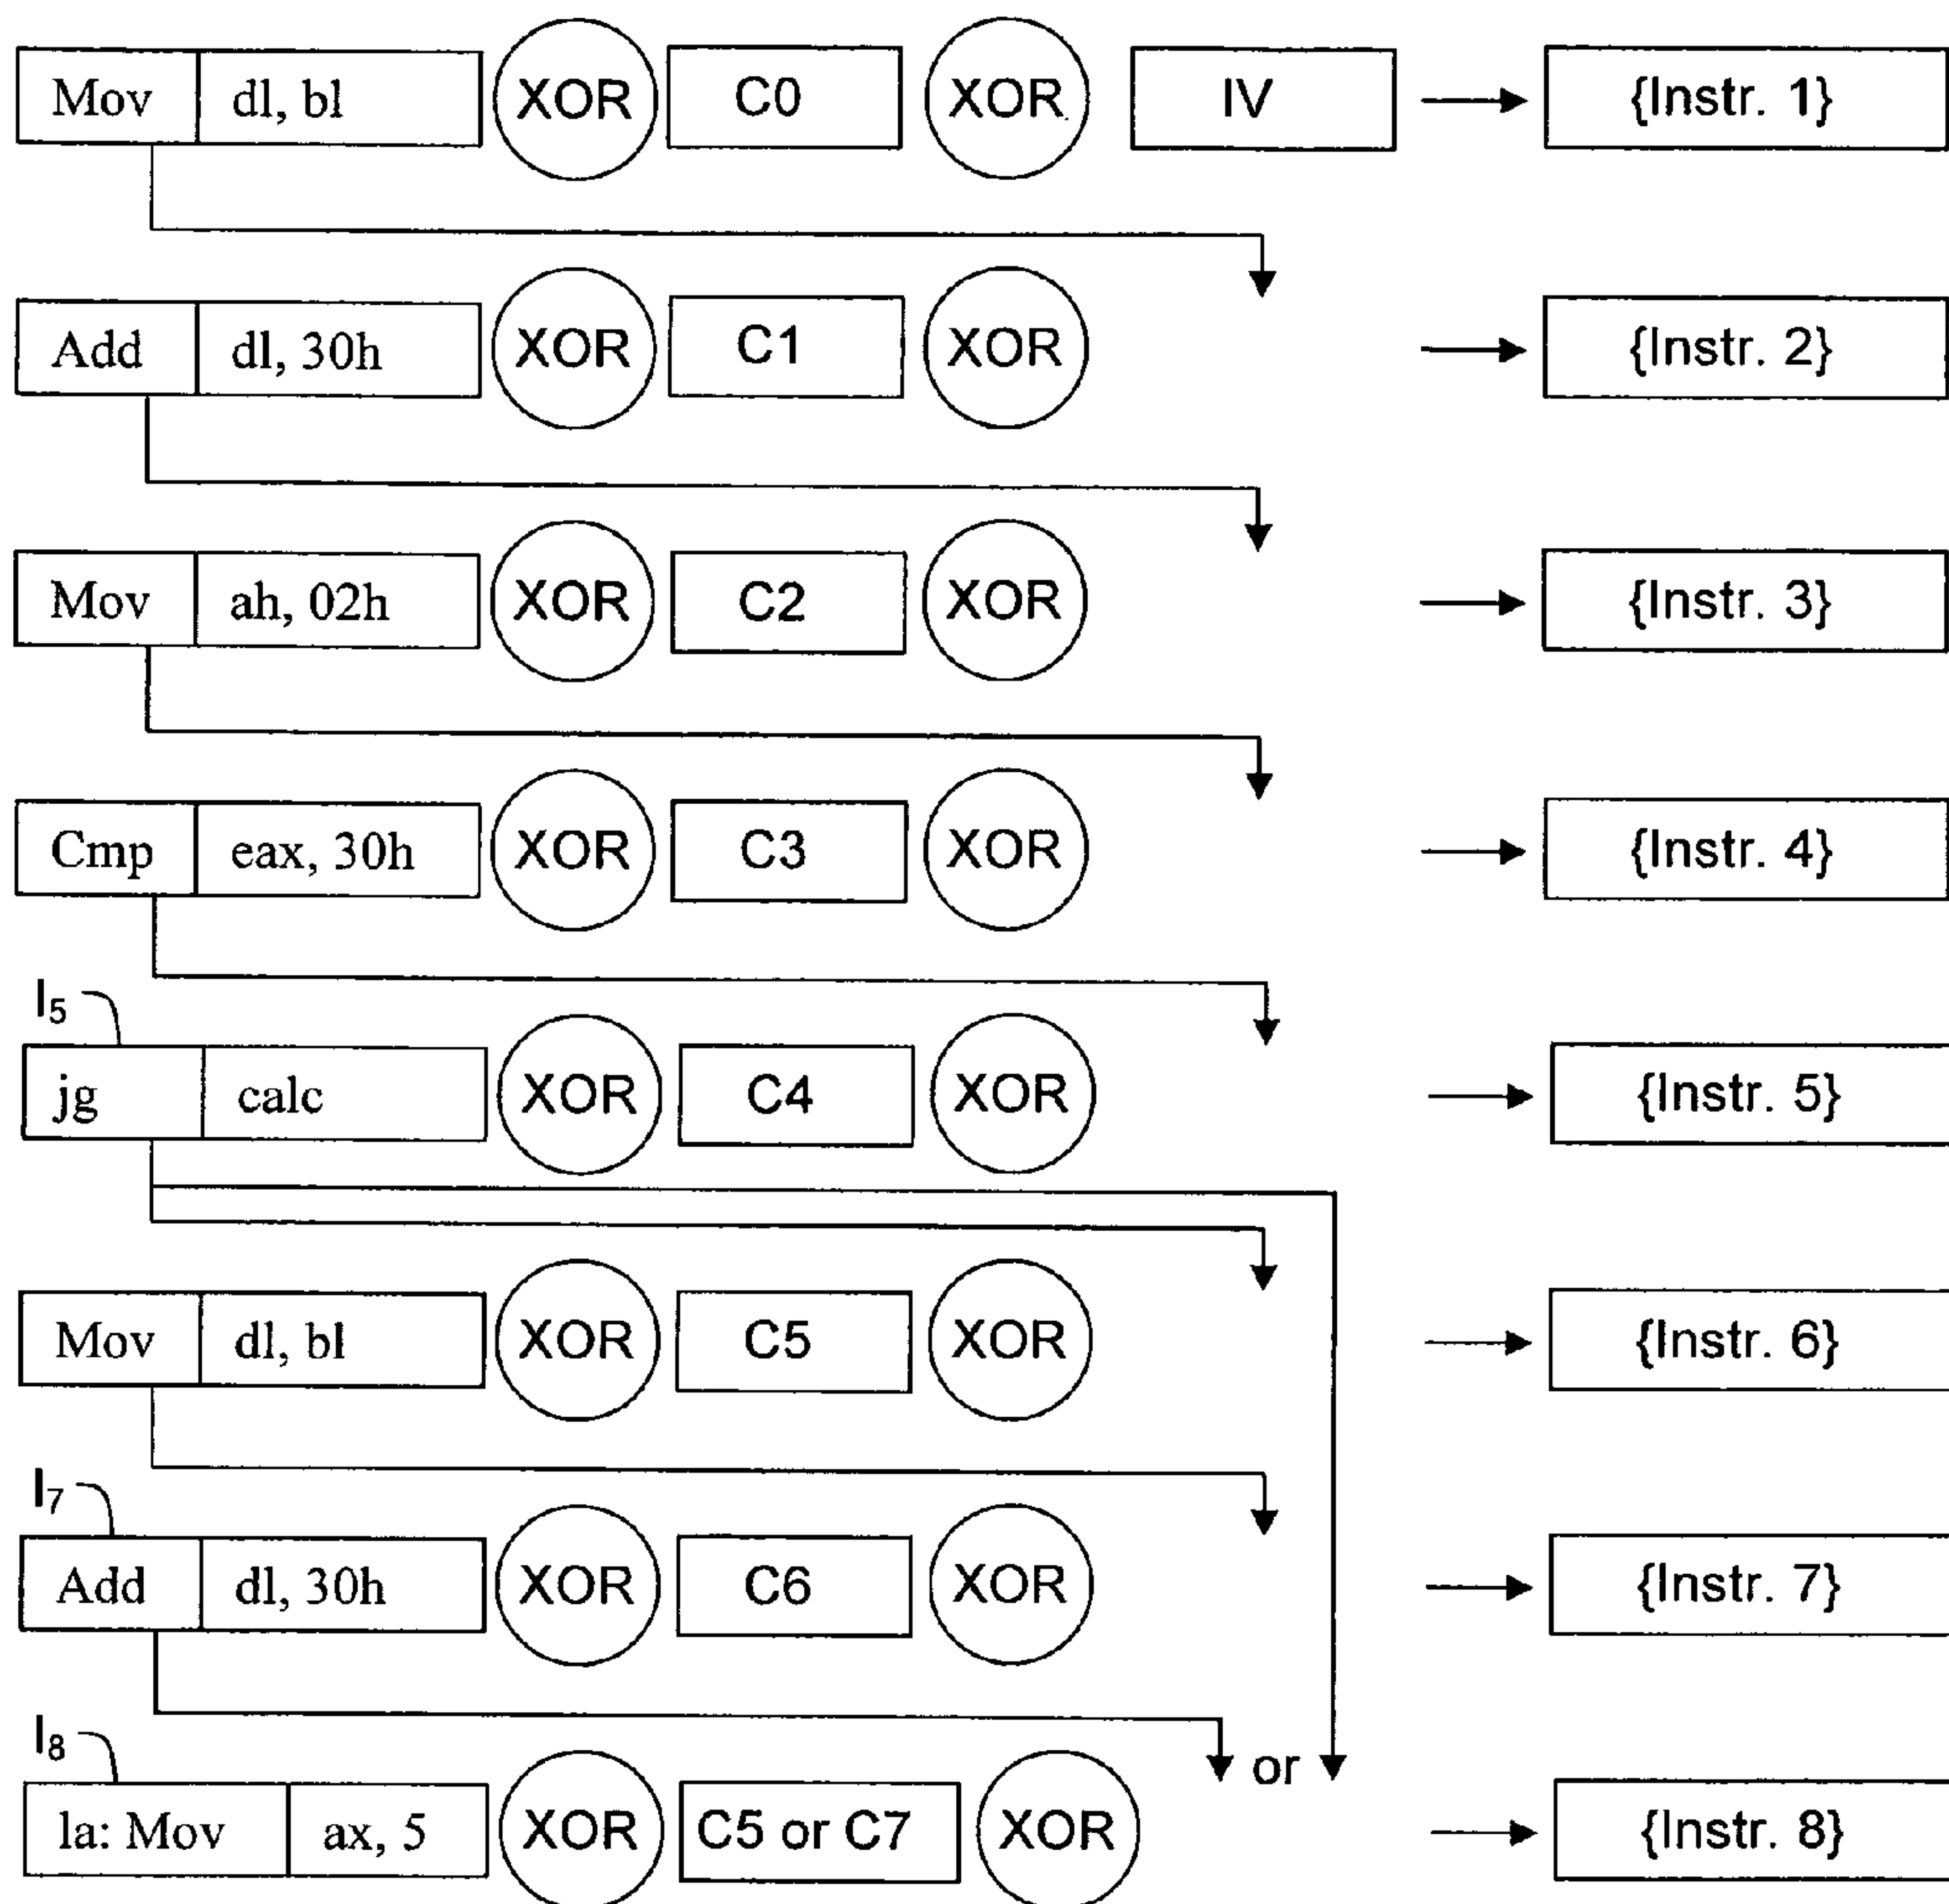 Mov dl, bl XOR C0 XOR IV {Instr. 1}
Add dl, 30h XOR C1 XOR {Instr. 2}
Mov ah, 02h XOR C2 XOR {Instr. 3}
Cmp eax, 30h XOR C3 XOR {Instr. 4}
I5
jg calc XOR C4 XOR {Instr. 5}
Mov dl, bl XOR C5 XOR {Instr. 6}
I7
Add dl, 30h XOR C6 XOR {Instr. 7}
I8
or
la: Mov ax, 5 XOR C5 or C7 XOR {Instr. 8}